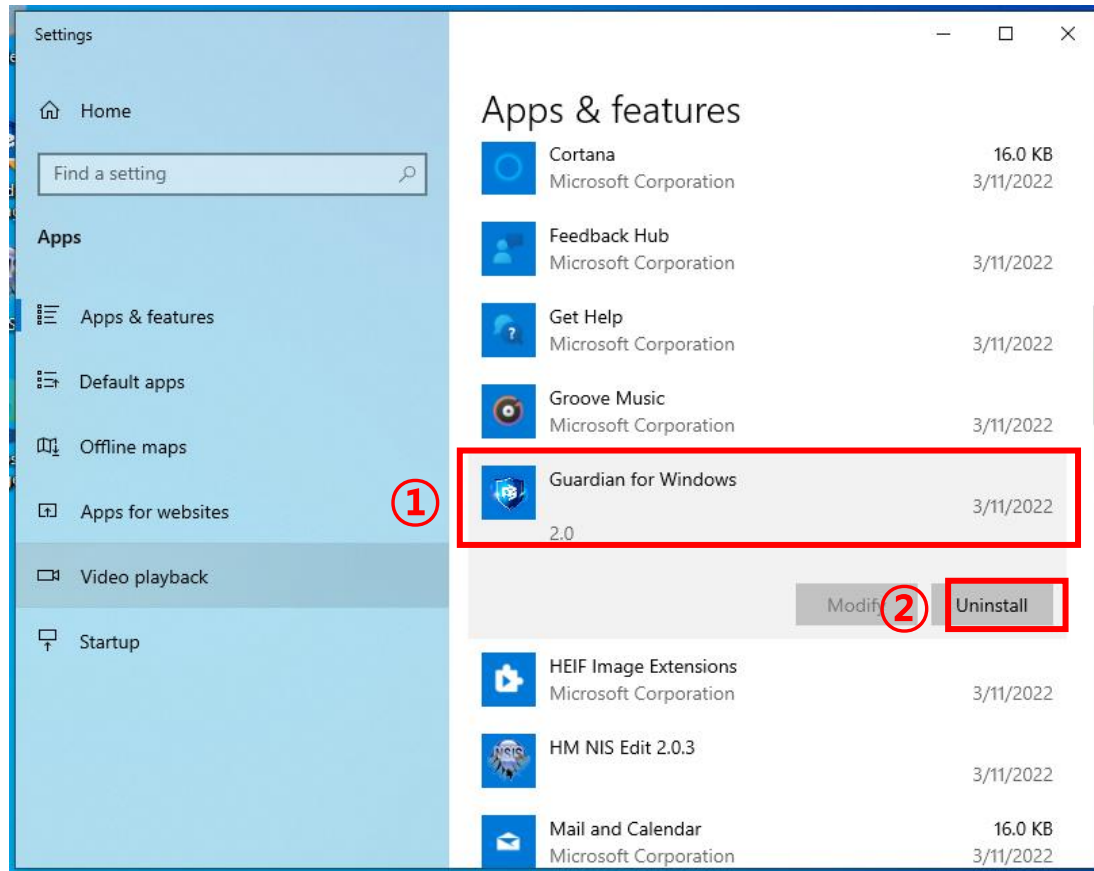 Settings
Home
Find a setting
Apps
Apps & features
Default apps
Offline maps
Apps for websites
Video playback
Startup
Apps & features
Cortana 16.0 KB
Microsoft Corporation 3/11/2022
Feedback Hub
Microsoft Corporation 3/11/2022
Get Help
Microsoft Corporation 3/11/2022
Groove Music
Microsoft Corporation 3/11/2022
①
Guardian for Windows
3/11/2022
2.0
Modify ② Uninstall
HEIF Image Extensions
Microsoft Corporation 3/11/2022
NSIS
HM NIS Edit 2.0.3
3/11/2022
Mail and Calendar 16.0 KB
Microsoft Corporation 3/11/2022